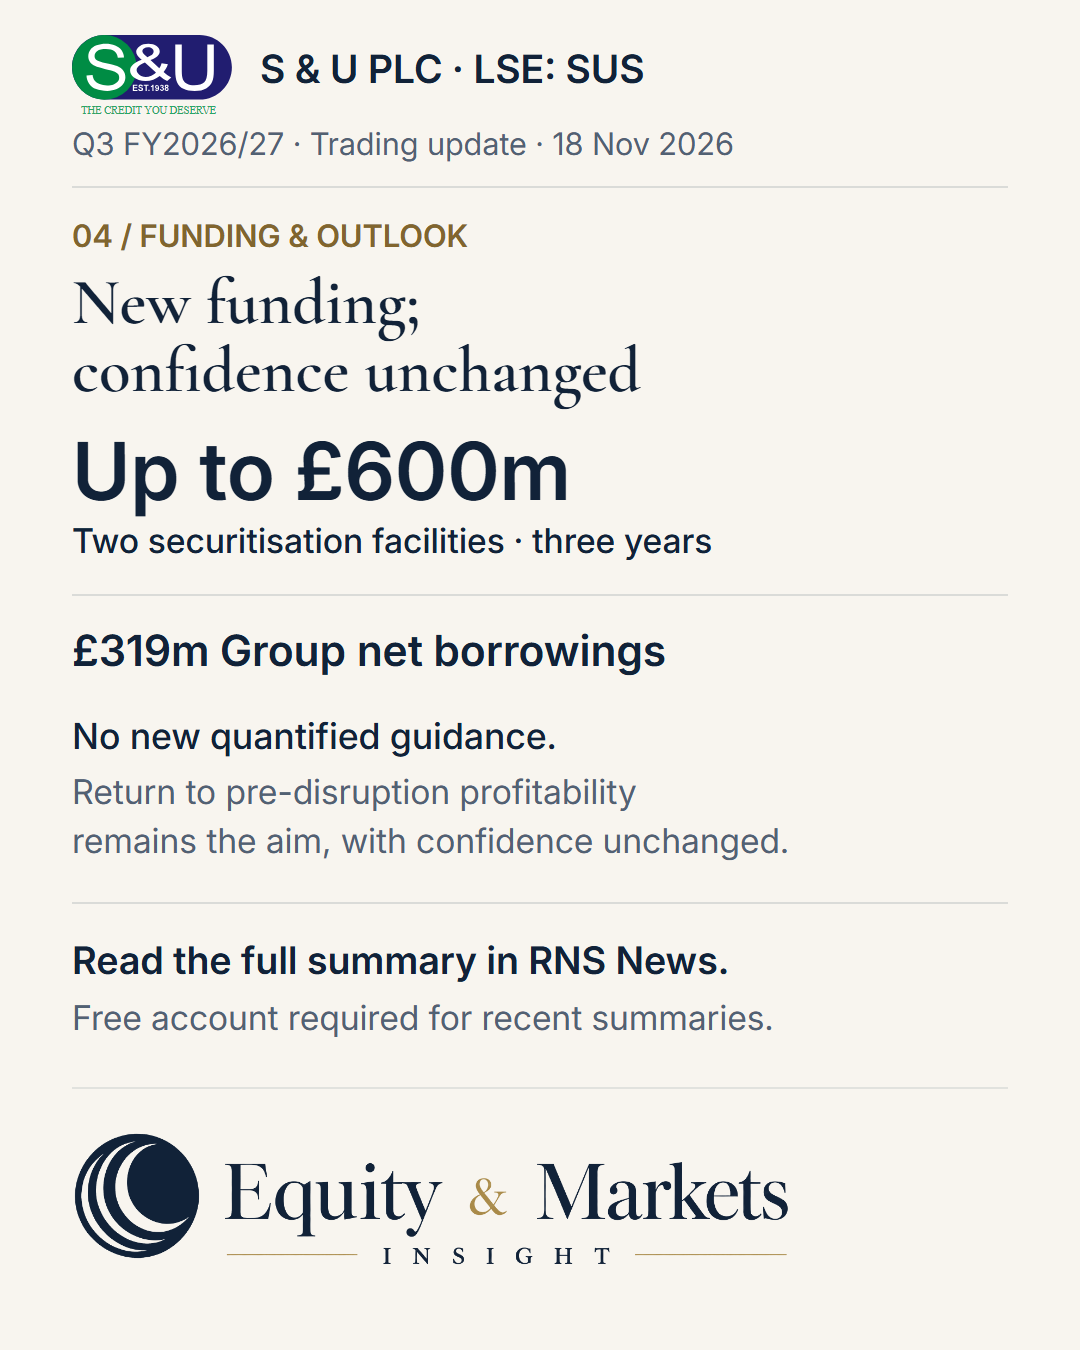 S&U
EST.1938
THE CREDIT YOU DESERVE
S & U PLC · LSE: SUS
Q3 FY2026/27 · Trading update · 18 Nov 2026
04 / FUNDING & OUTLOOK
New funding;
confidence unchanged
Up to £600m
Two securitisation facilities · three years
£319m Group net borrowings
No new quantified guidance.
Return to pre-disruption profitability
remains the aim, with confidence unchanged.
Read the full summary in RNS News.
Free account required for recent summaries.
Equity & Markets
INSIGHT